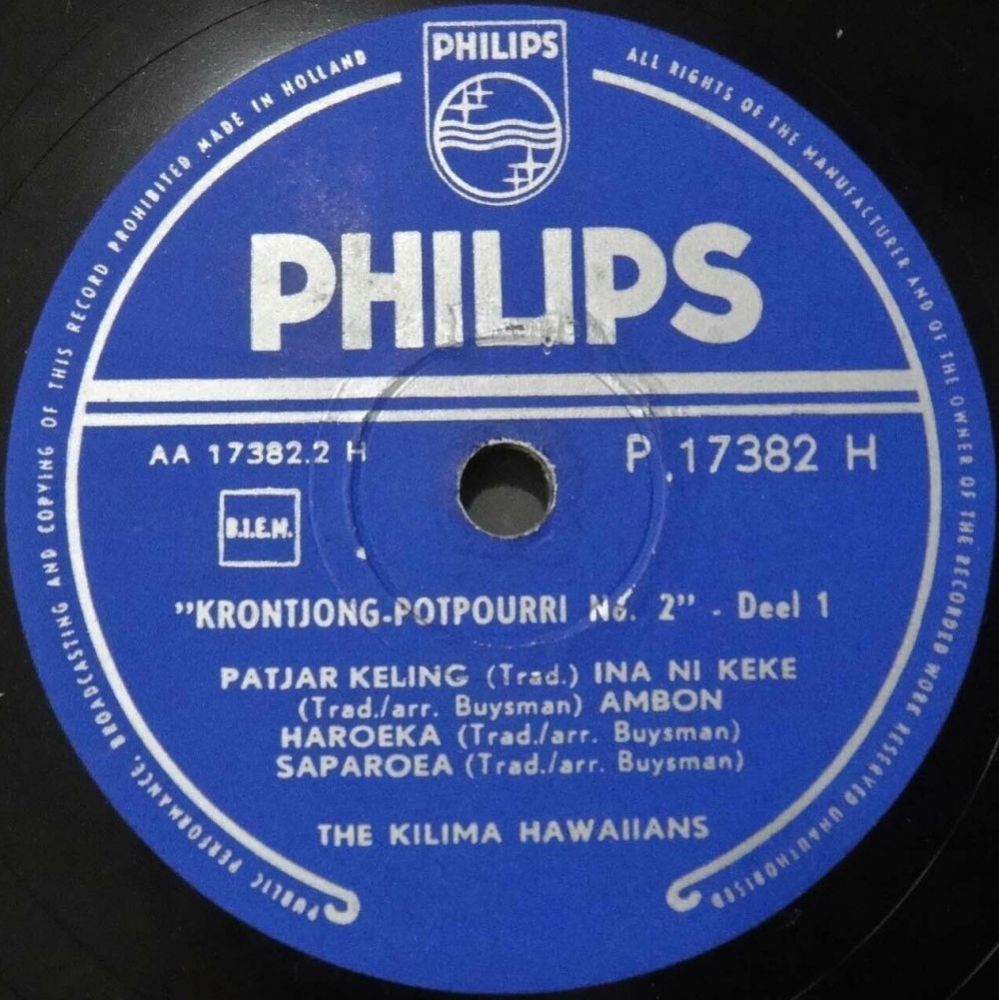 PHILIPS
ALL RIGHTS OF THE MANUFACTURER AND OF THE OWNER OF THE RECORDED WORK RESERVED UNAUTHORISED
PUBLIC PERFORMANCE, BROADCASTING AND COPYING OF THIS RECORD PROHIBITED MADE IN HOLLAND
PHILIPS
AA 17382.2 H
P 17382 H
B.I.E.M.
"KRONTJONG-POTPOURRI No. 2" - Deel 1
PATJAR KELING (Trad.) INA NI KEKE
(Trad./arr. Buysman) AMBON
HAROEKA (Trad./arr. Buysman)
SAPAROEA (Trad./arr. Buysman)
THE KILIMA HAWAIIANS